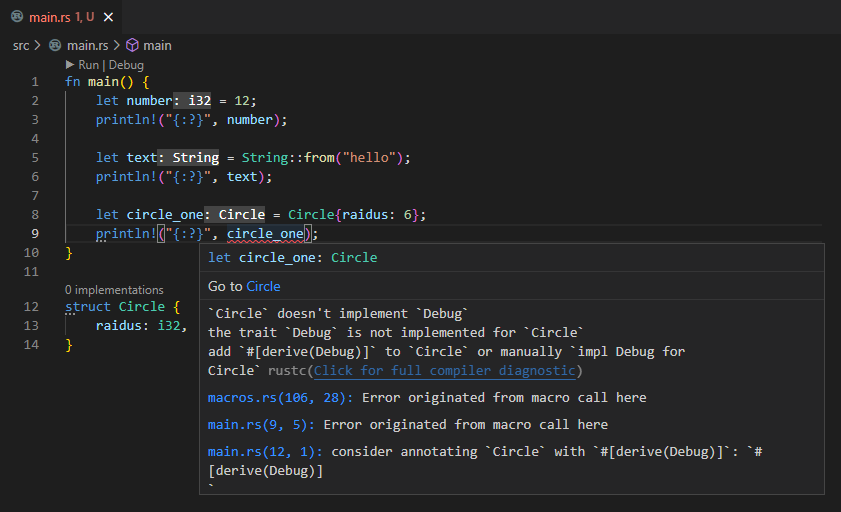 main.rs 1, U
src > main.rs > main
Run | Debug
1 fn main() {
2 let number: i32 = 12;
3 println!("{:?}", number);
4
5 let text: String = String::from("hello");
6 println!("{:?}", text);
7
8 let circle_one: Circle = Circle{raidus: 6};
9 println!("{:?}", circle_one);
10 }
11
0 implementations
12 struct Circle {
13 raidus: i32,
14 }
let circle_one: Circle
Go to Circle
`Circle` doesn't implement `Debug`
the trait `Debug` is not implemented for `Circle`
add `#[derive(Debug)]` to `Circle` or manually `impl Debug for
Circle` rustc(Click for full compiler diagnostic)
macros.rs(106, 28): Error originated from macro call here
main.rs(9, 5): Error originated from macro call here
main.rs(12, 1): consider annotating `Circle` with `#[derive(Debug)]`: `#
[derive(Debug)]
`